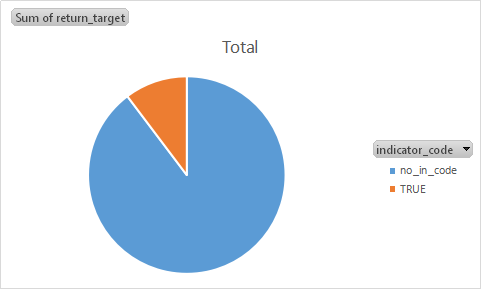 Sum of return_target
Total
indicator_code
no_in_code
TRUE